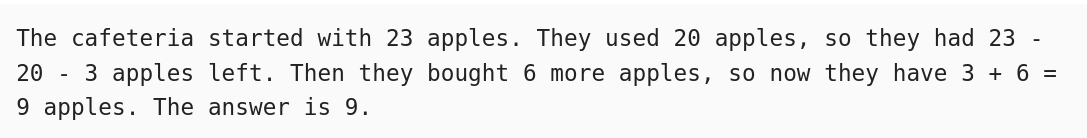 The cafeteria started with 23 apples. They used 20 apples, so they had 23 -
20 - 3 apples left. Then they bought 6 more apples, so now they have 3 + 6 =
9 apples. The answer is 9.